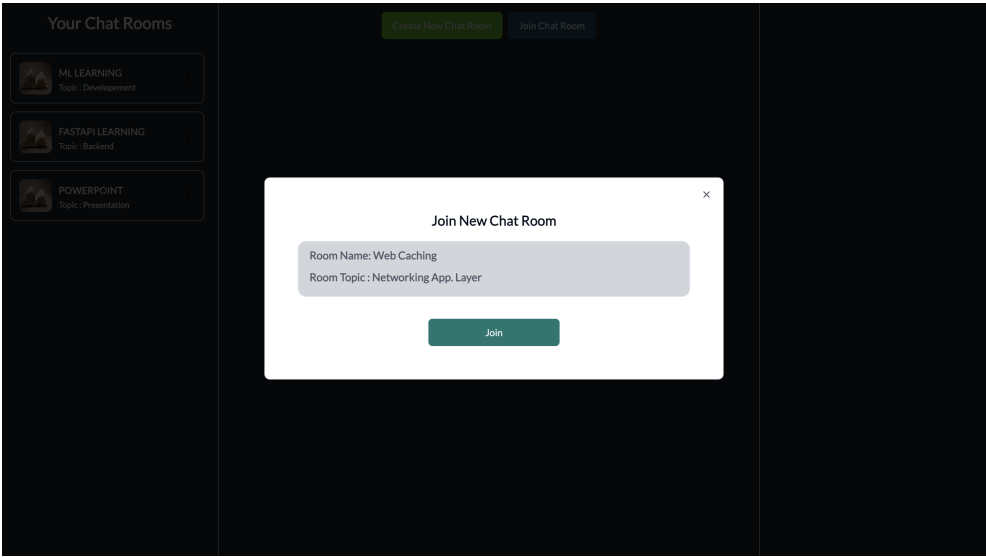 Your Chat Rooms
Create New Chat Room
Join Chat Room
ML LEARNING
Topic : Developement
FASTAPI LEARNING
Topic : Backend
POWERPOINT
Topic : Presentation
×
Join New Chat Room
Room Name: Web Caching
Room Topic : Networking App. Layer
Join